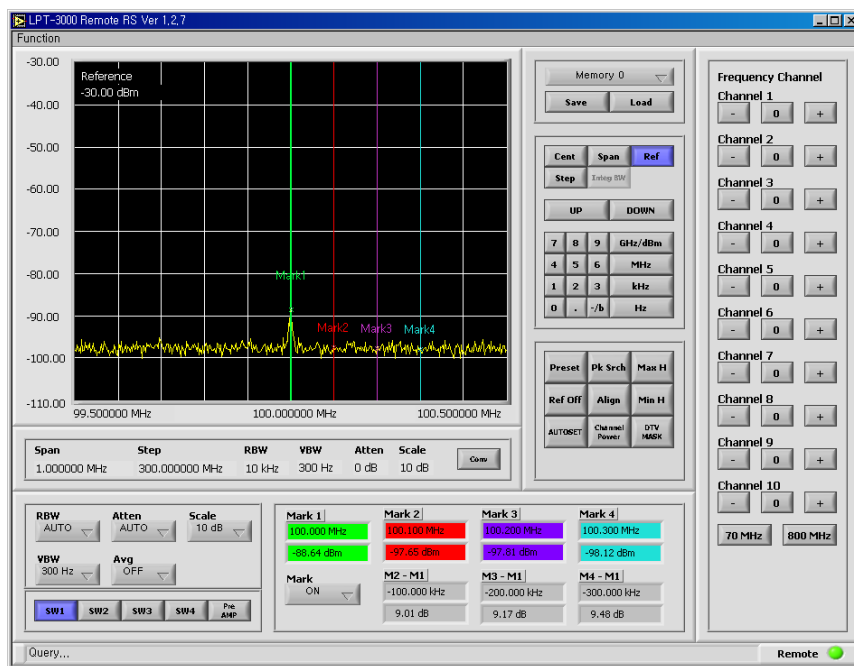 LPT-3000 Remote RS Ver 1,2,7
Function
-30.00
-40.00
-50.00
-60.00
-70.00
-80.00
-90.00
-100.00
-110.00
Reference
-30.00 dBm
Mark1
Mark2
Mark3
Mark4
99.500000 MHz
100.000000 MHz
100.500000 MHz
Span
Step
RBW
VBW
Atten
Scale
1.000000 MHz
300.000000 MHz
10 kHz
300 Hz
0 dB
10 dB
Conv
RBW
Atten
Scale
AUTO
AUTO
10 dB
VBW
Avg
300 Hz
OFF
SW1
SW2
SW3
SW4
Pre
AMP
Mark 1
Mark 2
Mark 3
Mark 4
100.000 MHz
100.100 MHz
100.200 MHz
100.300 MHz
-88.64 dBm
-97.65 dBm
-97.81 dBm
-98.12 dBm
Mark
ON
M2 - M1
M3 - M1
M4 - M1
-100.000 kHz
-200.000 kHz
-300.000 kHz
9.01 dB
9.17 dB
9.48 dB
Memory 0
Save
Load
Cent
Span
Ref
Step
Integ BW
UP
DOWN
7 8 9 GHz/dBm
4 5 6 MHz
1 2 3 kHz
0 . -/b Hz
Preset
Pk Srch
Max H
Ref Off
Align
Min H
AUTOSET
Channel
Power
DTV
MASK
Frequency Channel
Channel 1
- 0 +
Channel 2
- 0 +
Channel 3
- 0 +
Channel 4
- 0 +
Channel 5
- 0 +
Channel 6
- 0 +
Channel 7
- 0 +
Channel 8
- 0 +
Channel 9
- 0 +
Channel 10
- 0 +
70 MHz
800 MHz
Query...
Remote